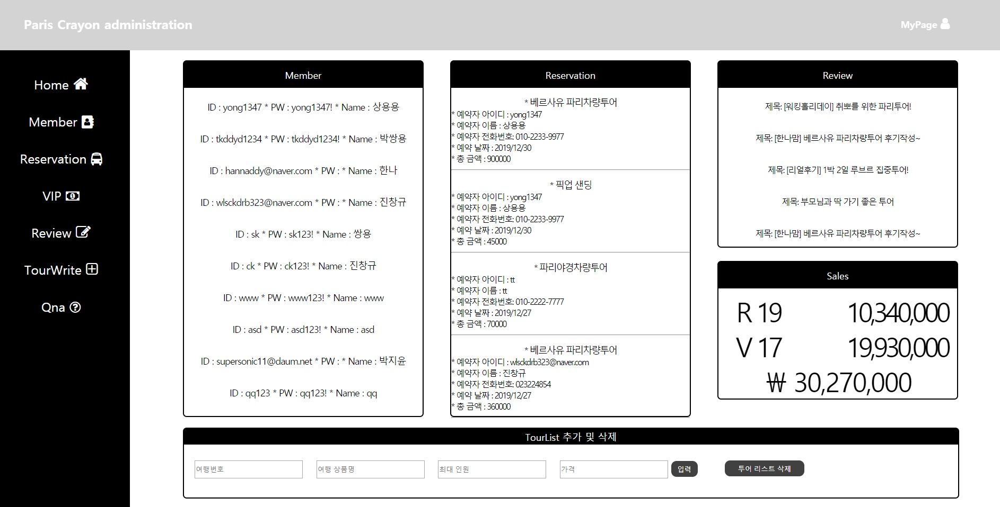 Paris Crayon administration
MyPage
Home
Member
Reservation
VIP
Review
TourWrite
Qna
Member
ID : yong1347 * PW : yong1347! * Name : 상용용
ID : tkddyd1234 * PW : tkddyd1234! * Name : 박쌍용
ID : hannaddy@naver.com * PW : * Name : 한나
ID : wlsckdrb323@naver.com * PW : * Name : 진창규
ID : sk * PW : sk123! * Name : 쌍용
ID : ck * PW : ck123! * Name : 진창규
ID : www * PW : www123! * Name : www
ID : asd * PW : asd123! * Name : asd
ID : supersonic11@daum.net * PW : * Name : 박지윤
ID : qq123 * PW : qq123! * Name : qq
Reservation
* 베르사유 파리차량투어
* 예약자 아이디 : yong1347
* 예약자 이름 : 상용용
* 예약자 전화번호: 010-2233-9977
* 예약 날짜 : 2019/12/30
* 총 금액 : 900000
* 픽업 샌딩
* 예약자 아이디 : yong1347
* 예약자 이름 : 상용용
* 예약자 전화번호: 010-2233-9977
* 예약 날짜 : 2019/12/30
* 총 금액 : 45000
* 파리야경차량투어
* 예약자 아이디 : tt
* 예약자 이름 : tt
* 예약자 전화번호: 010-2222-7777
* 예약 날짜 : 2019/12/27
* 총 금액 : 70000
* 베르사유 파리차량투어
* 예약자 아이디 : wlsckdrb323@naver.com
* 예약자 이름 : 진창규
* 예약자 전화번호: 023224854
* 예약 날짜 : 2019/12/27
* 총 금액 : 360000
Review
제목: [워킹홀리데이] 취뽀를 위한 파리투어!
제목: [한나맘] 베르사유 파리차량투어 후기작성~
제목: [리얼후기] 1박 2일 루브르 집중투어!
제목: 부모님과 딱 가기 좋은 투어
제목: [한나맘] 베르사유 파리차량투어 후기작성~
Sales
R 19 10,340,000
V 17 19,930,000
₩ 30,270,000
TourList 추가 및 삭제
여행번호 여행 상품명 최대 인원 가격 입력 투어 리스트 삭제